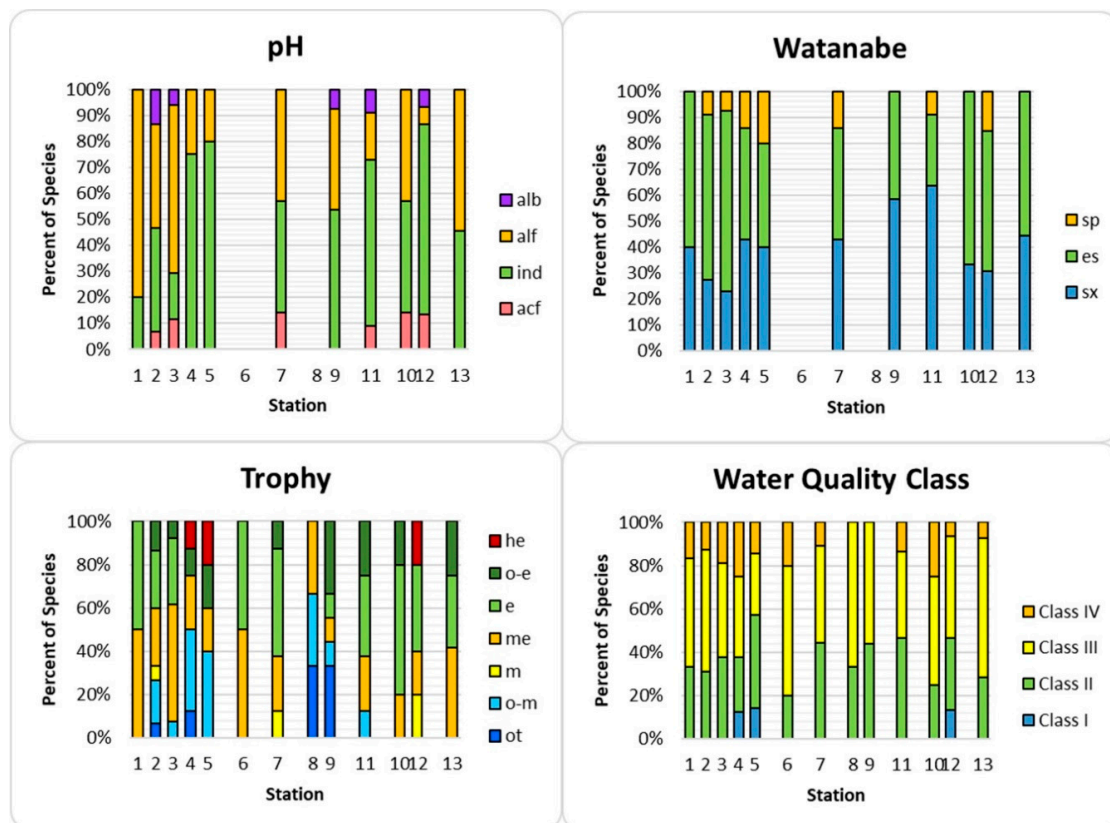 pH
Percent of Species
100%
90%
80%
70%
60%
50%
40%
30%
20%
10%
0%
1 2 3 4 5 6 7 8 9 11 10 12 13
Station
alb
alf
ind
acf
Watanabe
Percent of Species
100%
90%
80%
70%
60%
50%
40%
30%
20%
10%
0%
1 2 3 4 5 6 7 8 9 11 10 12 13
Station
sp
es
sx
Trophy
Percent of Species
100%
80%
60%
40%
20%
0%
1 2 3 4 5 6 7 8 9 11 10 12 13
Station
he
o-e
e
me
m
o-m
ot
Water Quality Class
Percent of Species
100%
80%
60%
40%
20%
0%
1 2 3 4 5 6 7 8 9 11 10 12 13
Station
Class IV
Class III
Class II
Class I